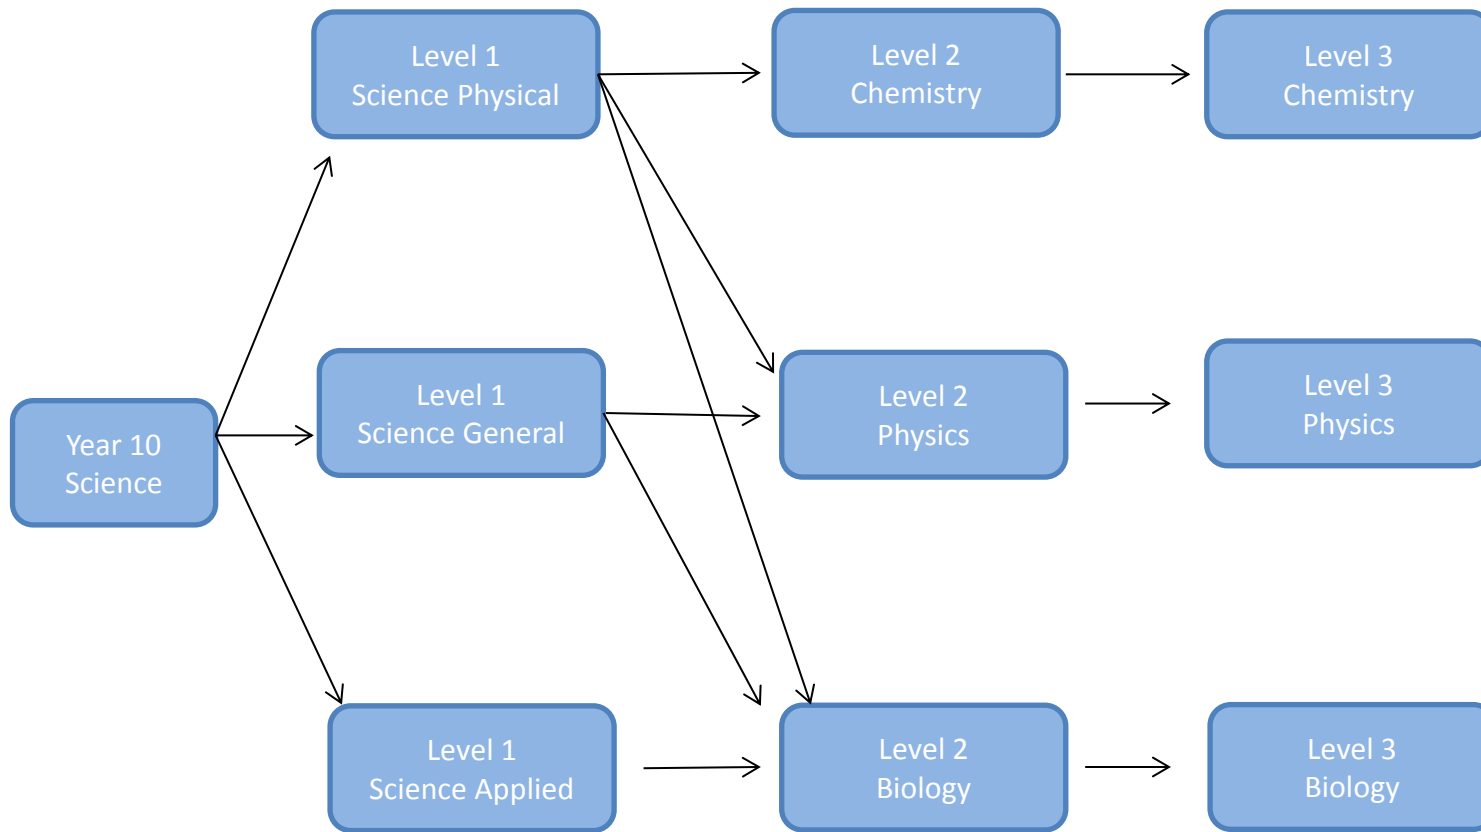 Level 1
Science Physical
Level 2
Chemistry
Level 3
Chemistry
Year 10
Science
Level 1
Science General
Level 2
Physics
Level 3
Physics
Level 1
Science Applied
Level 2
Biology
Level 3
Biology